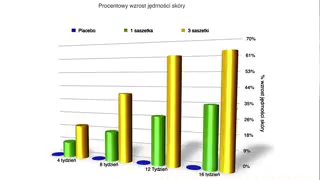 Procentowy wzrost jędrności skóry
Placebo
1 saszetka
3 saszetki
70%
61%
53%
44%
35%
26%
18%
9%
0%
% wzrost jędrności skóry
4 tydzień
8 tydzień
12 Tydzień
16 tydzień